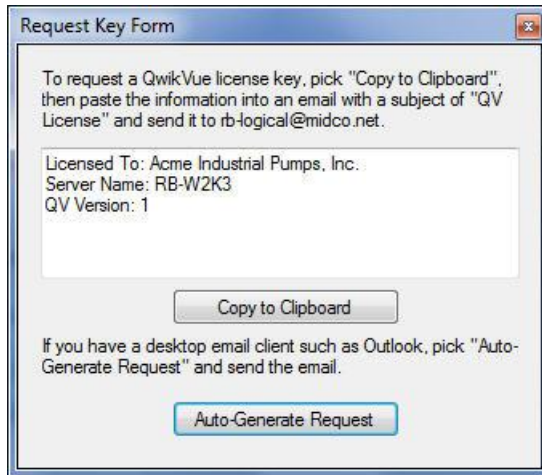 Request Key Form
To request a QwikVue license key, pick "Copy to Clipboard",
then paste the information into an email with a subject of "QV
License" and send it to rb-logical@midco.net.
Licensed To: Acme Industrial Pumps, Inc.
Server Name: RB-W2K3
QV Version: 1
Copy to Clipboard
If you have a desktop email client such as Outlook, pick "Auto-
Generate Request" and send the email.
Auto-Generate Request